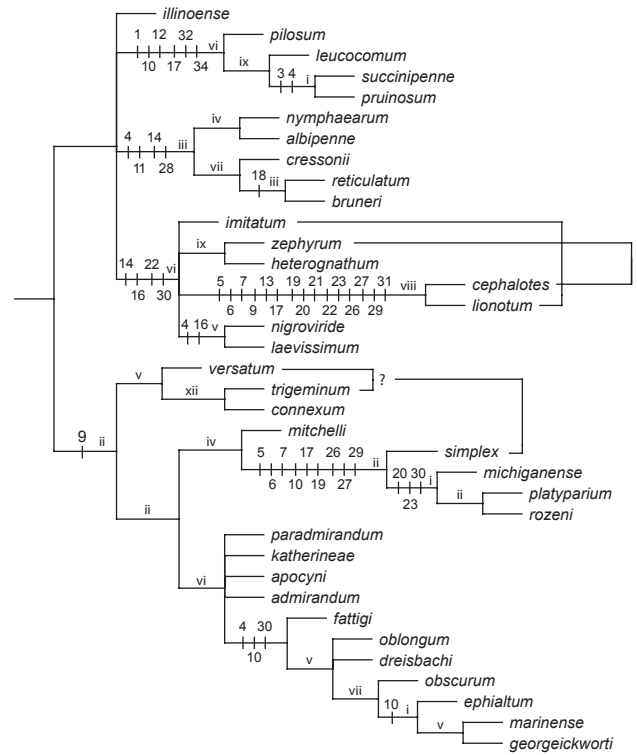 illinoense
1 12 32 vi pilosum
10 17 34
leucocomum
ix
3 4 i succinipenne
pruinosum
iv nymphaearum
albipenne
4 14 iii
11 28
cressonii
vii
18 iii reticulatum
bruneri
imitatum
ix zephyrum
heterognathum
14 22 vi
16 30
5 7 13 19 21 23 27 31 viii cephalotes
6 9 17 20 22 26 29
lionotum
4 16 v nigroviride
laevissimum
versatum
v
?
xii trigeminum
connexum
9 ii
mitchelli
iv
5 7 17 26 29 ii simplex
6 10 19 27
20 30 i michiganense
23
ii platyparium
rozeni
ii
paradmirandum
katherineae
vi apocyni
admirandum
fattigi
4 30
10
oblongum
v dreisbachi
obscurum
vii
10 i ephialtum
v marinense
georgeickworti